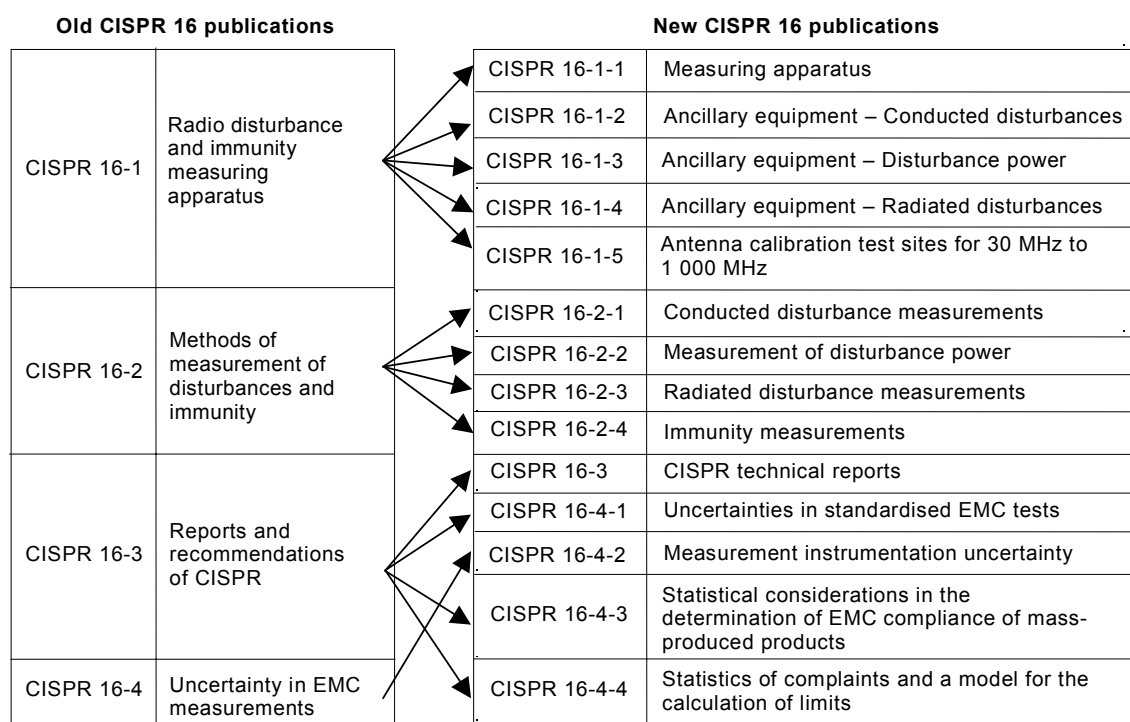 Old CISPR 16 publications
New CISPR 16 publications
CISPR 16-1
Radio disturbance
and immunity
measuring
apparatus
CISPR 16-2
Methods of
measurement of
disturbances and
immunity
CISPR 16-3
Reports and
recommendations
of CISPR
CISPR 16-4
Uncertainty in EMC
measurements
CISPR 16-1-1
Measuring apparatus
CISPR 16-1-2
Ancillary equipment – Conducted disturbances
CISPR 16-1-3
Ancillary equipment – Disturbance power
CISPR 16-1-4
Ancillary equipment – Radiated disturbances
CISPR 16-1-5
Antenna calibration test sites for 30 MHz to
1 000 MHz
CISPR 16-2-1
Conducted disturbance measurements
CISPR 16-2-2
Measurement of disturbance power
CISPR 16-2-3
Radiated disturbance measurements
CISPR 16-2-4
Immunity measurements
CISPR 16-3
CISPR technical reports
CISPR 16-4-1
Uncertainties in standardised EMC tests
CISPR 16-4-2
Measurement instrumentation uncertainty
CISPR 16-4-3
Statistical considerations in the
determination of EMC compliance of mass-
produced products
CISPR 16-4-4
Statistics of complaints and a model for the
calculation of limits